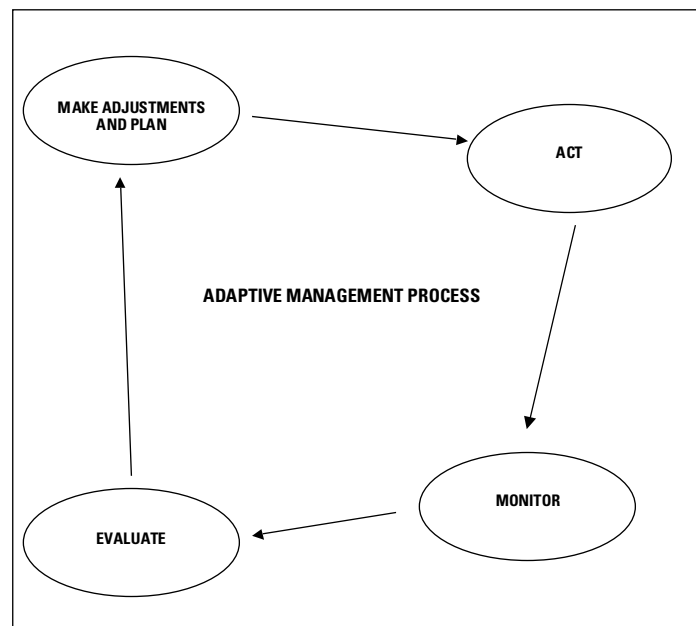 MAKE ADJUSTMENTS
AND PLAN
ACT
ADAPTIVE MANAGEMENT PROCESS
MONITOR
EVALUATE